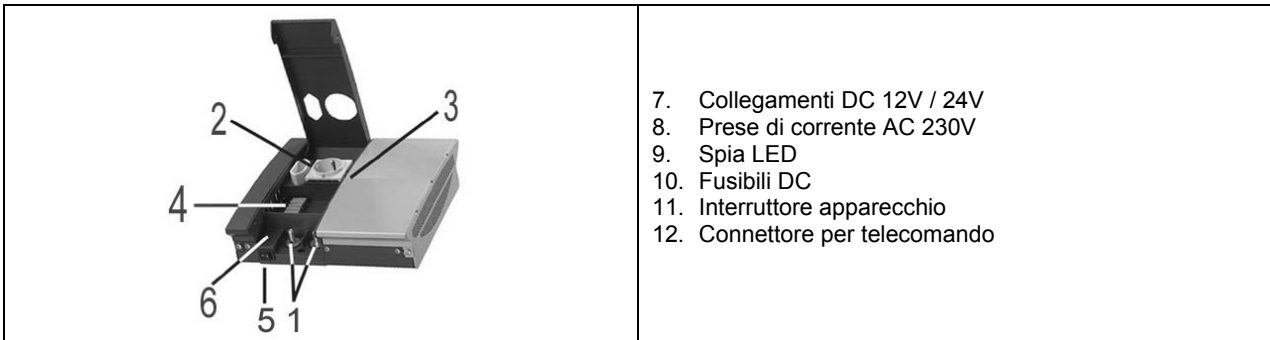 2
3
4
6
5
1
7. Collegamenti DC 12V / 24V
8. Prese di corrente AC 230V
9. Spia LED
10. Fusibili DC
11. Interruttore apparecchio
12. Connettore per telecomando